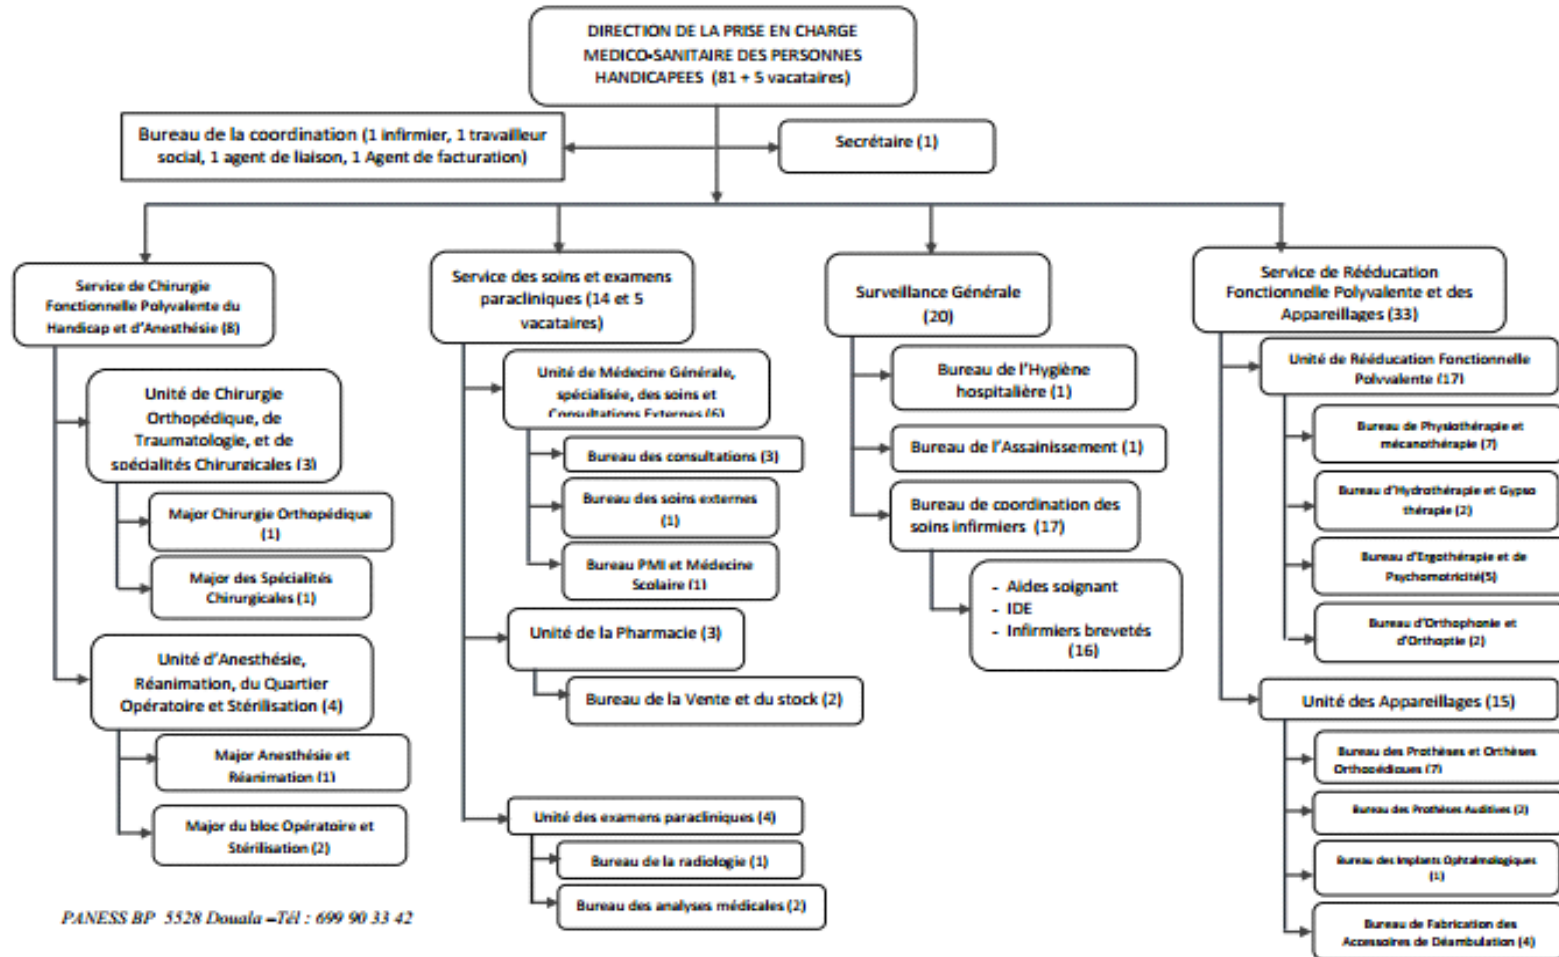 DIRECTION DE LA PRISE EN CHARGE
MEDICO-SANITAIRE DES PERSONNES
HANDICAPEES (81 + 5 vacataires)
Bureau de la coordination (1 infirmier, 1 travailleur
social, 1 agent de liaison, 1 Agent de facturation)
Secrétaire (1)
Service de Chirurgie
Fonctionnelle Polyvalente du
Handicap et d'Anesthésie (8)
Unité de Chirurgie
Orthopédique, de
Traumatologie, et de
spécialités Chirurgicales (3)
Major Chirurgie Orthopédique
(1)
Major des Spécialités
Chirurgicales (1)
Unité d'Anesthésie,
Réanimation, du Quartier
Opératoire et Stérilisation (4)
Major Anesthésie et
Réanimation (1)
Major du bloc Opératoire et
Stérilisation (2)
Service des soins et examens
paracliniques (14 et 5
vacataires)
Unité de Médecine Générale,
spécialisée, des soins et
Consultations Externes (6)
Bureau des consultations (3)
Bureau des soins externes
(1)
Bureau PMI et Médecine
Scolaire (1)
Unité de la Pharmacie (3)
Bureau de la Vente et du stock (2)
Unité des examens paracliniques (4)
Bureau de la radiologie (1)
Bureau des analyses médicales (2)
Surveillance Générale
(20)
Bureau de l'Hygiène
hospitalière (1)
Bureau de l'Assainissement (1)
Bureau de coordination des
soins infirmiers (17)
- Aides soignant
- IDE
- Infirmiers brevetés
(16)
Service de Rééducation
Fonctionnelle Polyvalente et des
Appareillages (33)
Unité de Rééducation Fonctionnelle
Polyvalente (17)
Bureau de Physiothérapie et
mécanothérapie (7)
Bureau d'Hydrothérapie et Gypso
thérapie (2)
Bureau d'Ergothérapie et de
Psychomotricité(5)
Bureau d'Orthophonie et
d'Orthoptie (2)
Unité des Appareillages (15)
Bureau des Prothèses et Orthèses
Orthopédiques (7)
Bureau des Prothèses Auditives (2)
Bureau des Implants Ophtalmologiques
(1)
Bureau de Fabrication des
Accessoires de Déambulation (4)
PANESS BP 5528 Douala –Tél : 699 90 33 42